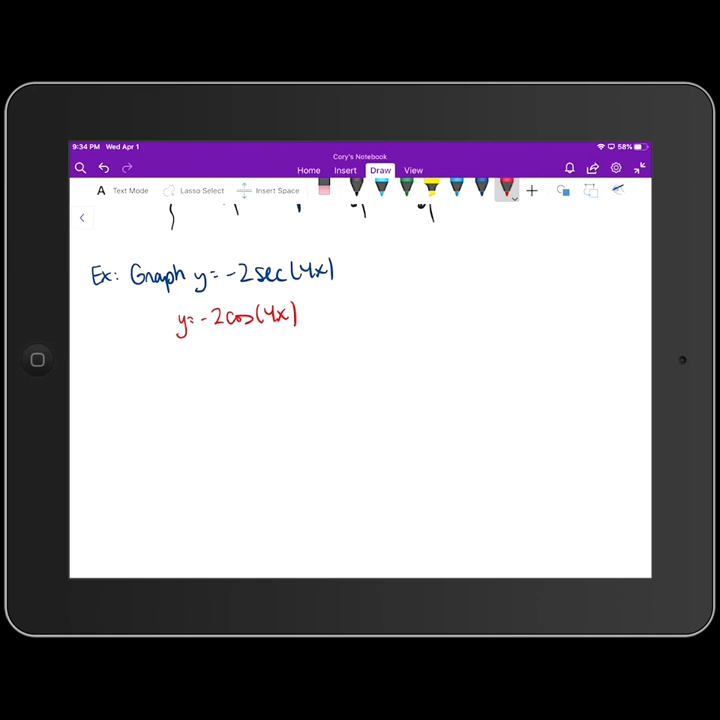 9:34 PM Wed Apr 1
58%
Cory's Notebook
Home Insert Draw View
A Text Mode Lasso Select Insert Space
Ex: Graph y = -2sec(4x)
y = -2cos(4x)